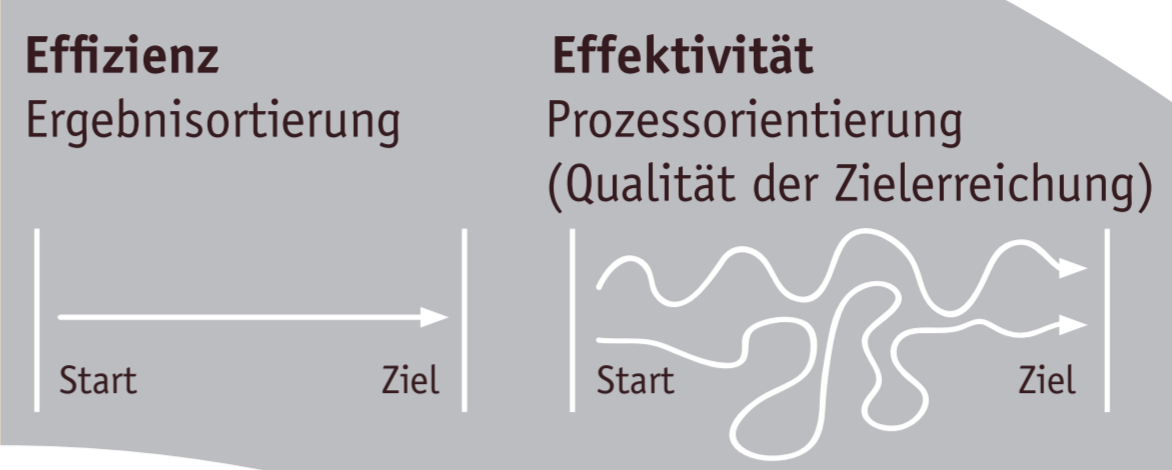 Effizienz
Ergebnisortierung
Start
Ziel
Effektivität
Prozessorientierung
(Qualität der Zielerreichung)
Start
Ziel